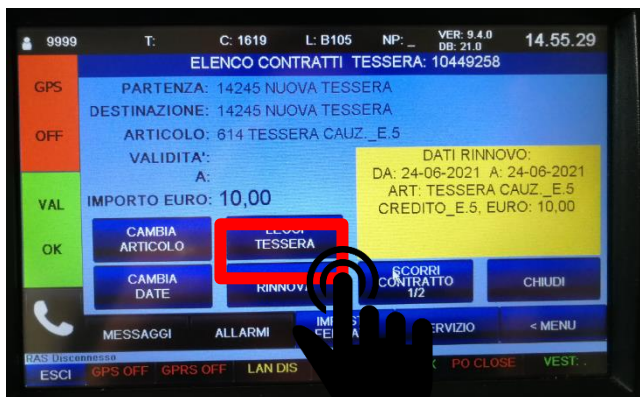 9999 T: C: 1619 L: B105 NP:_ VER: 9.4.0 DB: 21.0 14.55.29
ELENCO CONTRATTI TESSERA: 10449258
GPS
OFF
VAL
OK
PARTENZA: 14245 NUOVA TESSERA
DESTINAZIONE: 14245 NUOVA TESSERA
ARTICOLO: 614 TESSERA CAUZ._E.5
VALIDITA':
A:
IMPORTO EURO: 10,00
DATI RINNOVO:
DA: 24-06-2021 A: 24-06-2021
ART: TESSERA CAUZ._E.5
CREDITO_E.5, EURO: 10,00
CAMBIA ARTICOLO
TESSERA
CAMBIA DATE
SCORRI CONTRATTO 1/2
CHIUDI
MESSAGGI ALLARMI < MENU
RAS Disconnesso
ESCI GPS OFF GPRS OFF LAN DIS PO CLOSE VEST:.